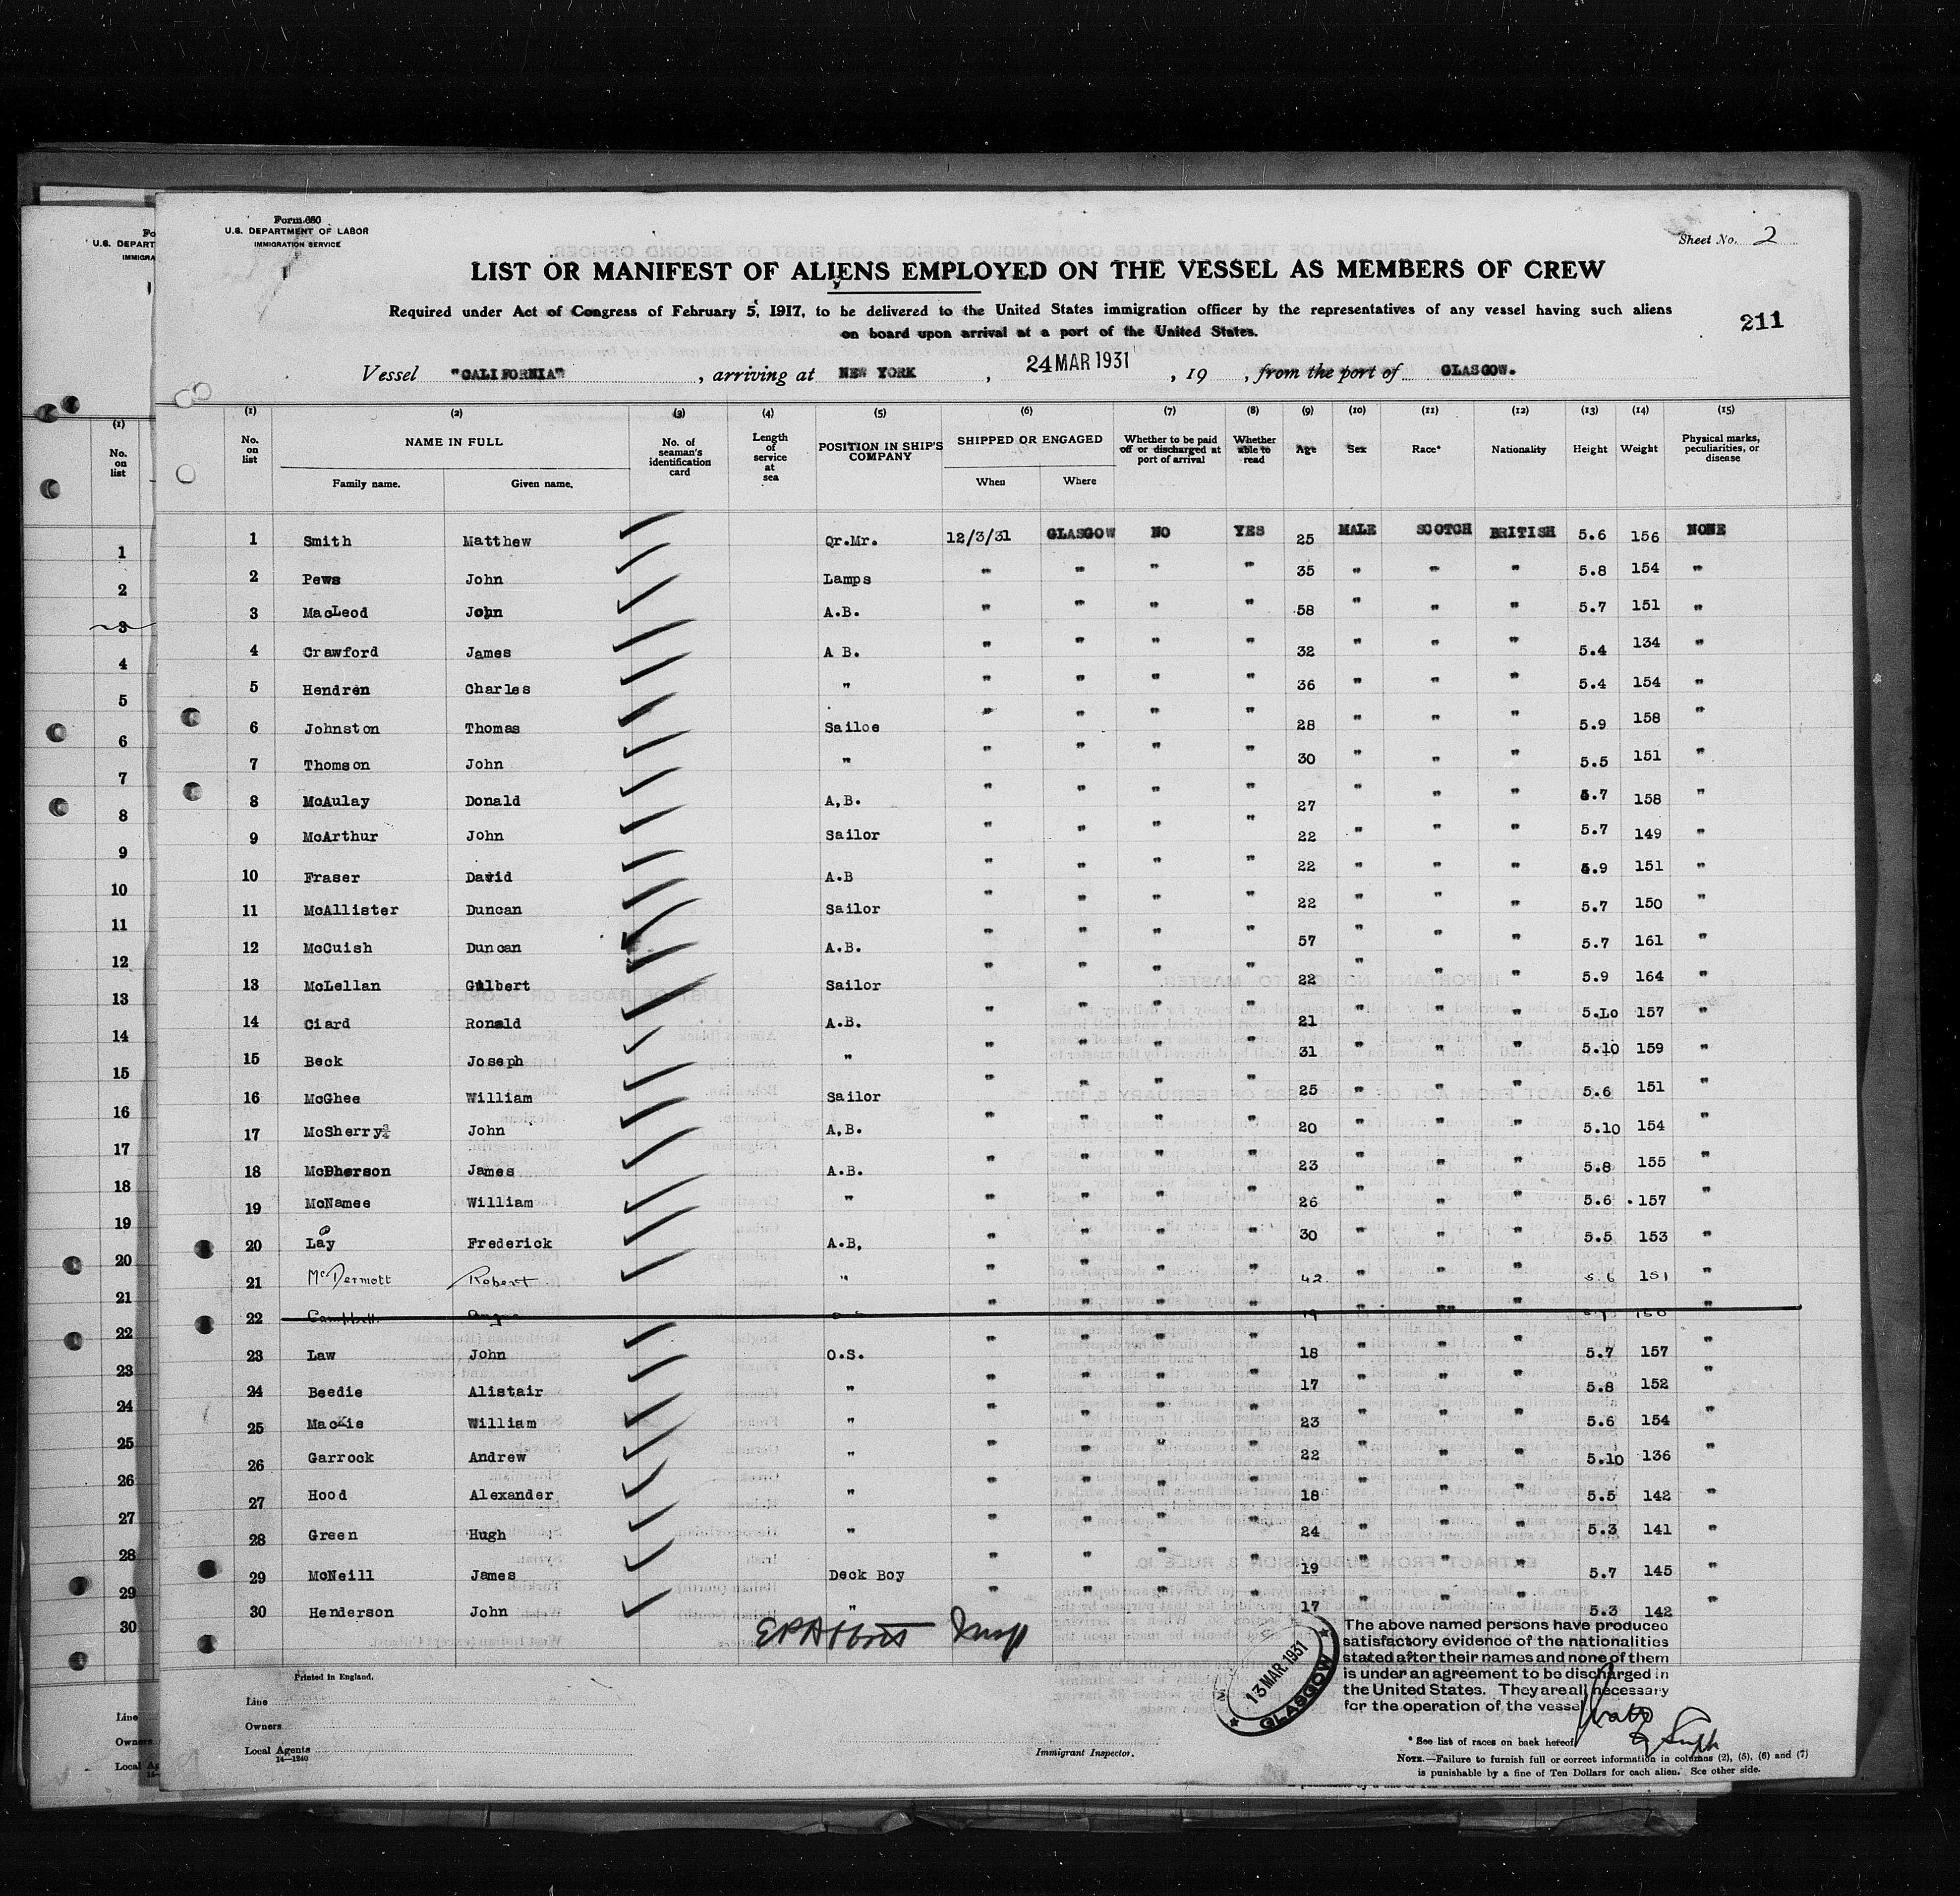 Form 680
U.S. DEPARTMENT OF LABOR
IMMIGRATION SERVICE
Sheet No. 2
LIST OR MANIFEST OF ALIENS EMPLOYED ON THE VESSEL AS MEMBERS OF CREW
Required under Act of Congress of February 5, 1917, to be delivered to the United States immigration officer by the representatives of any vessel having such aliens
on board upon arrival at a port of the United States.
211
Vessel "CALIFORNIA", arriving at NEW YORK, 24 MAR 1931, 19 , from the port of GLASGOW.
(1) (2) (3) (4) (5) (6) (7) (8) (9) (10) (11) (12) (13) (14) (15)
No. on list NAME IN FULL Family name. Given name. No. of seaman's identification card Length of service at sea POSITION IN SHIP'S COMPANY SHIPPED OR ENGAGED When Where Whether to be paid off or discharged at port of arrival Whether able to read Age Sex Race* Nationality Height Weight Physical marks, peculiarities, or disease
1 Smith Matthew Qr.Mr. 12/3/31 GLASGOW NO YES 25 MALE SCOTCH BRITISH 5.6 156 NONE
2 Pews John Lamps " " " " 35 " " " 5.8 154 "
3 MacLeod John A.B. " " " " 58 " " " 5.7 151 "
4 Crawford James A B. " " " " 32 " " " 5.4 134 "
5 Hendren Charles " " " " " 36 " " " 5.4 154 "
6 Johnston Thomas Sailoe " " " " 28 " " " 5.9 158 "
7 Thomson John " " " " " 30 " " " 5.5 151 "
8 McAulay Donald A,B. " " " " 27 " " " 5.7 158 "
9 McArthur John Sailor " " " " 22 " " " 5.7 149 "
10 Fraser David A.B " " " " 22 " " " 5.9 151 "
11 McAllister Duncan Sailor " " " " 22 " " " 5.7 150 "
12 McCuish Duncan A.B. " " " " 57 " " " 5.7 161 "
13 McLellan Gilbert Sailor " " " " 22 " " " 5.9 164 "
14 Ciard Ronald A.B. " " " " 21 " " " 5.10 157 "
15 Beck Joseph " " " " " 31 " " " 5.10 159 "
16 McGhee William Sailor " " " " 25 " " " 5.6 151 "
17 McSherry John A,B. " " " " 20 " " " 5.10 154 "
18 McPherson James A.B. " " " " 23 " " " 5.8 155 "
19 McNamee William " " " " " 26 " " " 5.6 157 "
20 Lay Frederick A.B, " " " " 30 " " " 5.5 153 "
21 McDermott Robert " " " " " 42 " " " 5.6 151 "
22 Campbell " " " " 19 " " " "
23 Law John O.S. " " " " 18 " " " 5.7 157 "
24 Beedie Alistair " " " " " 17 " " " 5.8 152 "
25 Mackie William " " " " " 23 " " " 5.6 154 "
26 Garrock Andrew " " " " " 22 " " " 5.10 136 "
27 Hood Alexander " " " " " 18 " " " 5.5 142 "
28 Green Hugh " " " " " 24 " " " 5.3 141 "
29 McNeill James Deck Boy " " " " 19 " " " 5.7 145 "
30 Henderson John " " " " " 17 " " " 5.3 142 "
13 MAR. 1931
GLASGOW
The above named persons have produced
satisfactory evidence of the nationalities
stated after their names and none of them
is under an agreement to be discharged in
the United States. They are all necessary
for the operation of the vessel
Printed in England.
Line
Owners
Local Agents
14—1240
Immigrant Inspector.
* See list of races on back hereof
NOTE.—Failure to furnish full or correct information in columns (2), (5), (6) and (7)
is punishable by a fine of Ten Dollars for each alien. See other side.